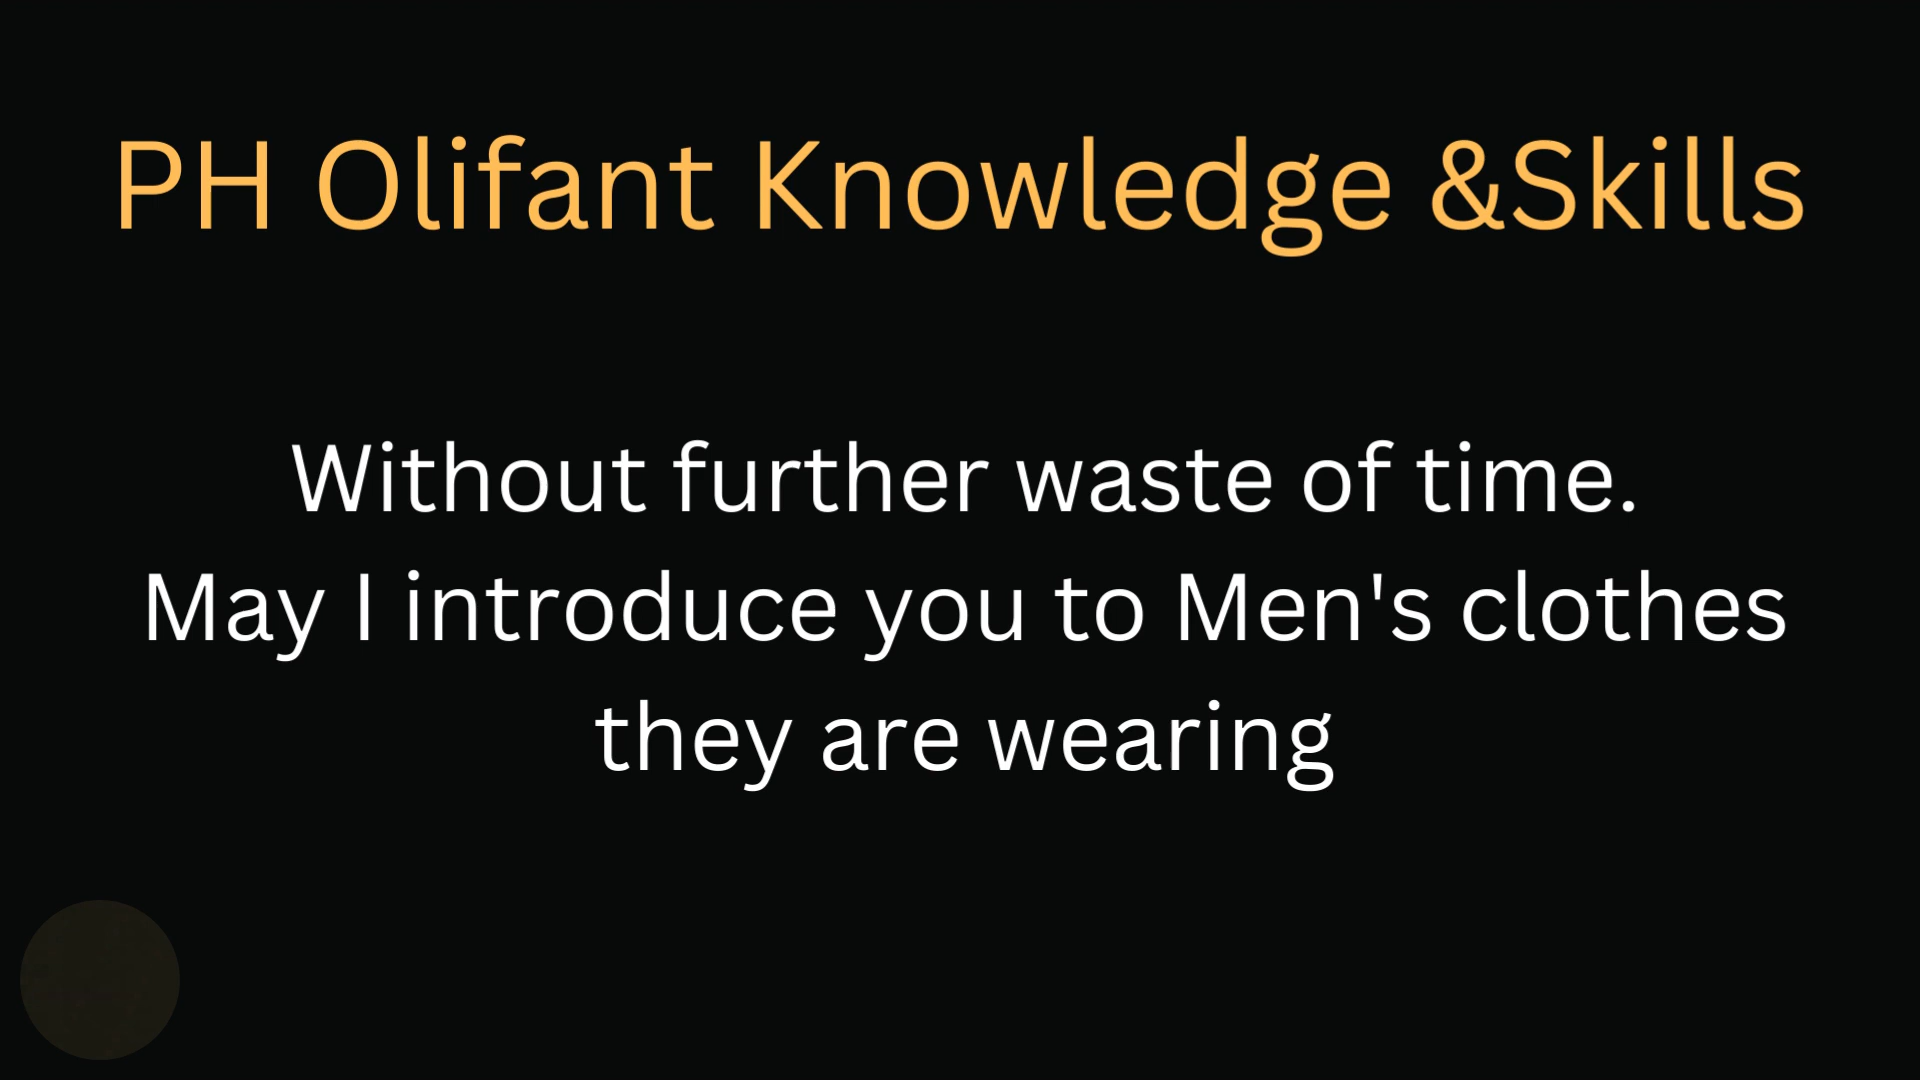 PH Olifant Knowledge &Skills
Without further waste of time.
May I introduce you to Men's clothes
they are wearing